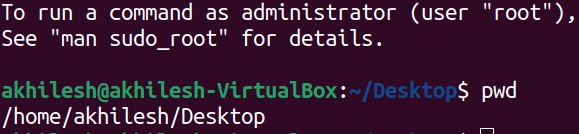 To run a command as administrator (user "root"),
See "man sudo_root" for details.
akhilesh@akhilesh-VirtualBox:~/Desktop$ pwd
/home/akhilesh/Desktop